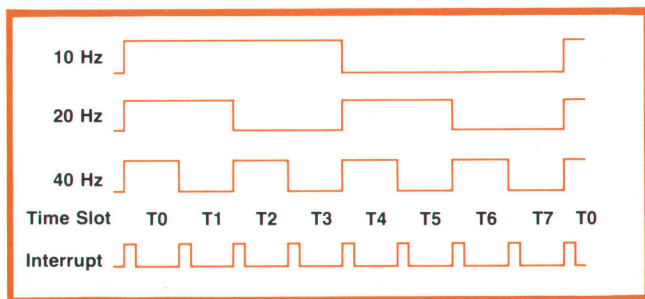 10 Hz
20 Hz
40 Hz
Time Slot T0 T1 T2 T3 T4 T5 T6 T7 T0
Interrupt